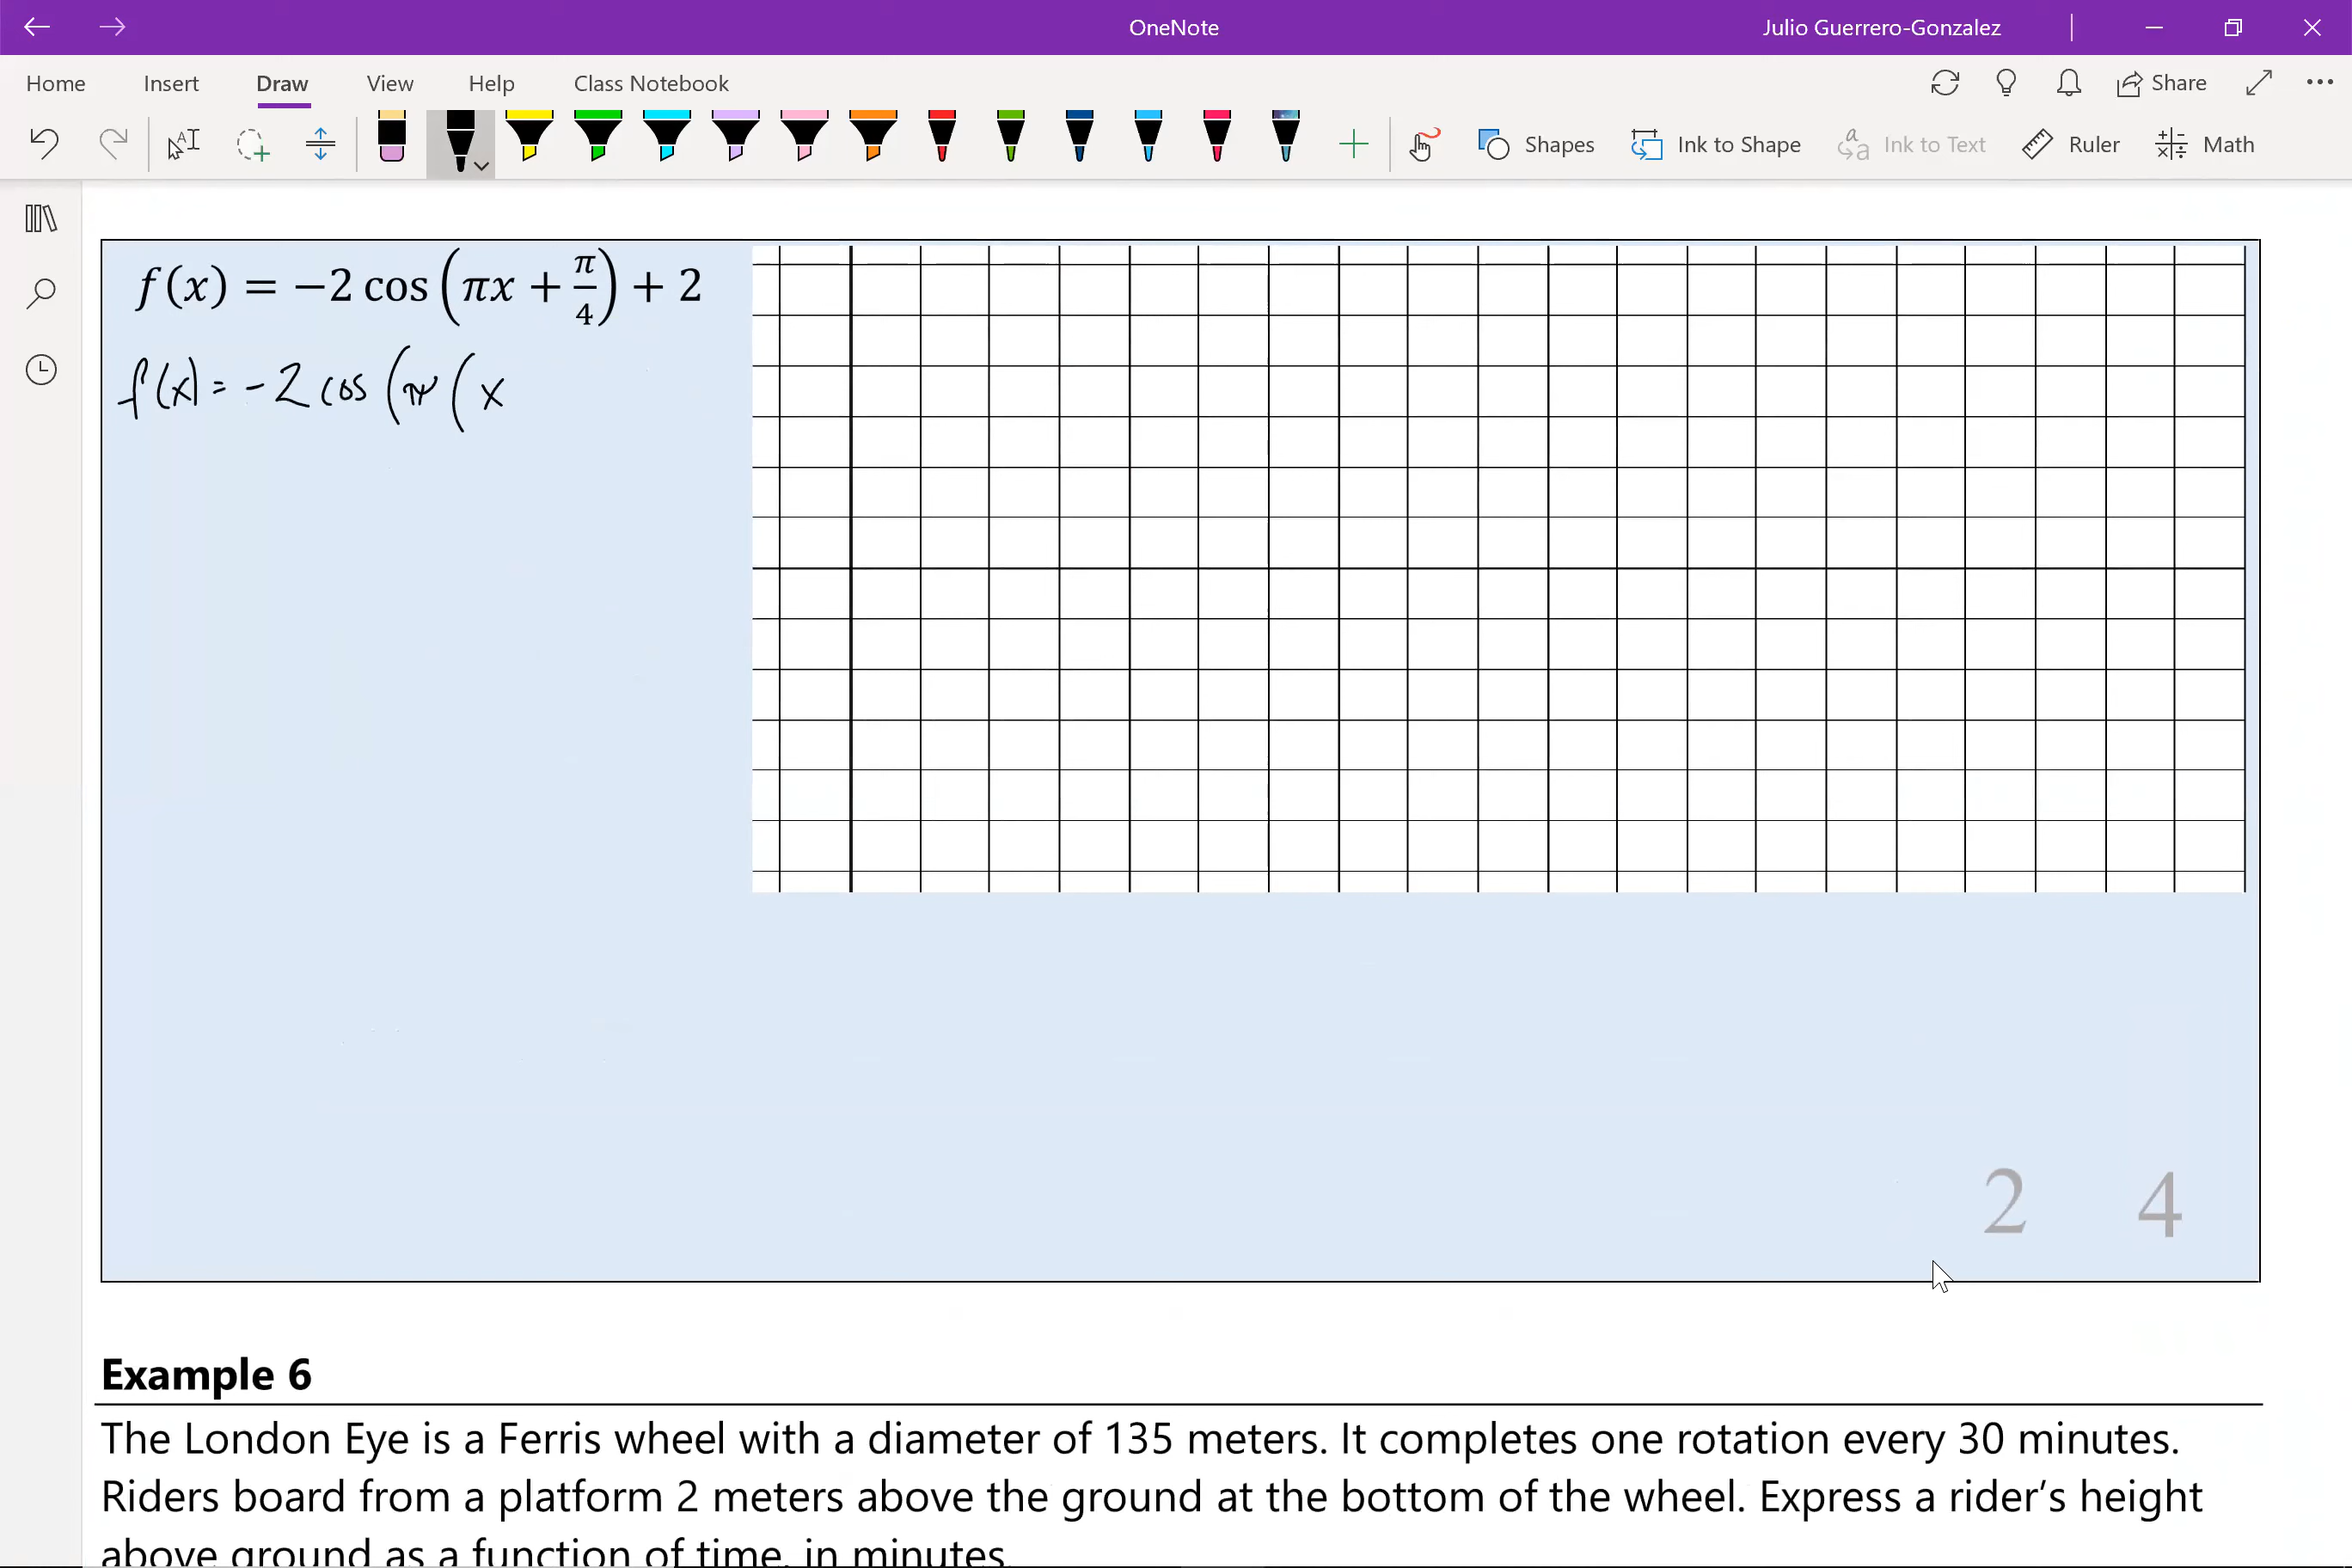 OneNote
Julio Guerrero-Gonzalez
Home Insert Draw View Help Class Notebook
Share
Shapes Ink to Shape Ink to Text Ruler Math
f(x) = −2 cos(πx + π/4) + 2
f(x) = -2 cos (π (x
2 4
Example 6
The London Eye is a Ferris wheel with a diameter of 135 meters. It completes one rotation every 30 minutes.
Riders board from a platform 2 meters above the ground at the bottom of the wheel. Express a rider’s height
above ground as a function of time, in minutes.